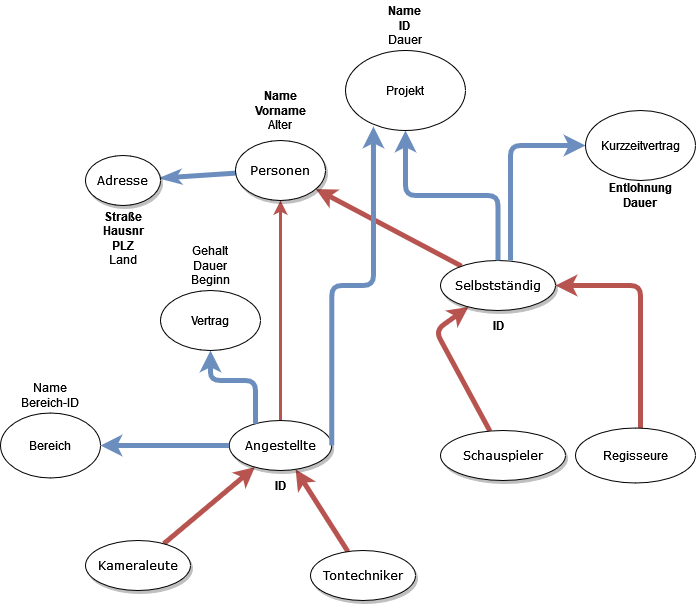 Name
ID
Dauer
Projekt
Name
Vorname
Alter
Personen
Kurzzeitvertrag
Entlohnung
Dauer
Adresse
Straße
Hausnr
PLZ
Land
Gehalt
Dauer
Beginn
Vertrag
Selbstständig
ID
Name
Bereich-ID
Bereich
Angestellte
ID
Schauspieler
Regisseure
Kameraleute
Tontechniker